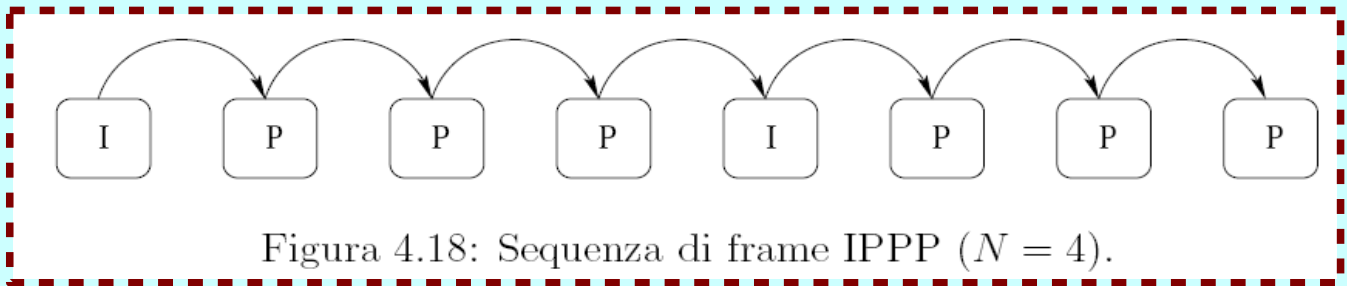 I P P P I P P P
Figura 4.18: Sequenza di frame IPPP (N = 4).